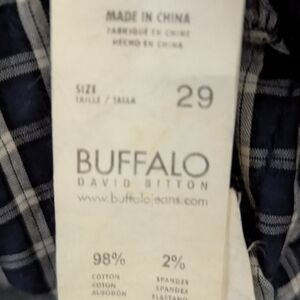 MADE IN CHINA
FABRIQUÉ EN CHINE
HECHO EN CHINA
SIZE
TAILLE / TALLA 29
BUFFALO
DAVID BITTON
www.buffalojeans.com
98% 2%
COTTON SPANDEX
COTON SPANDEX
ALGODON ELASTANO